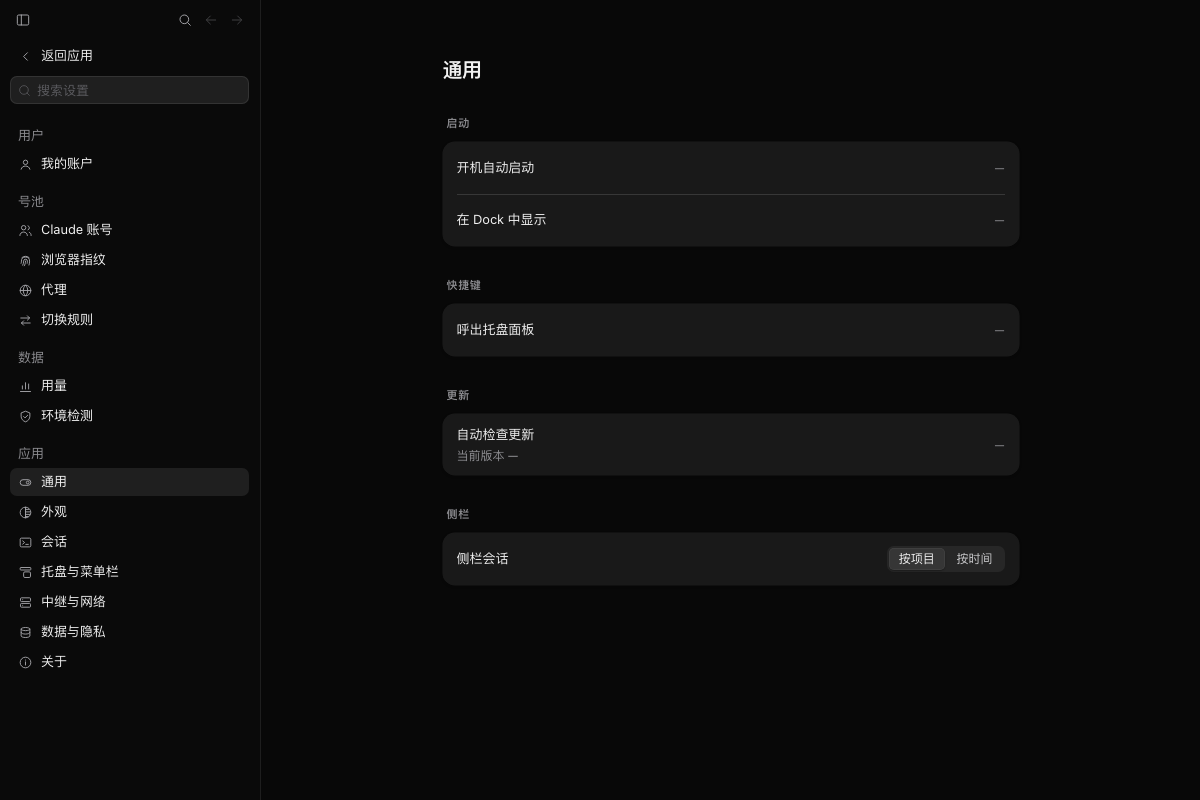 返回应用
搜索设置
用户
我的账户
号池
Claude 账号
浏览器指纹
代理
切换规则
数据
用量
环境检测
应用
通用
外观
会话
托盘与菜单栏
中继与网络
数据与隐私
关于
通用
启动
开机自动启动 —
在 Dock 中显示 —
快捷键
呼出托盘面板 —
更新
自动检查更新 —
当前版本 —
侧栏
侧栏会话 按项目 按时间